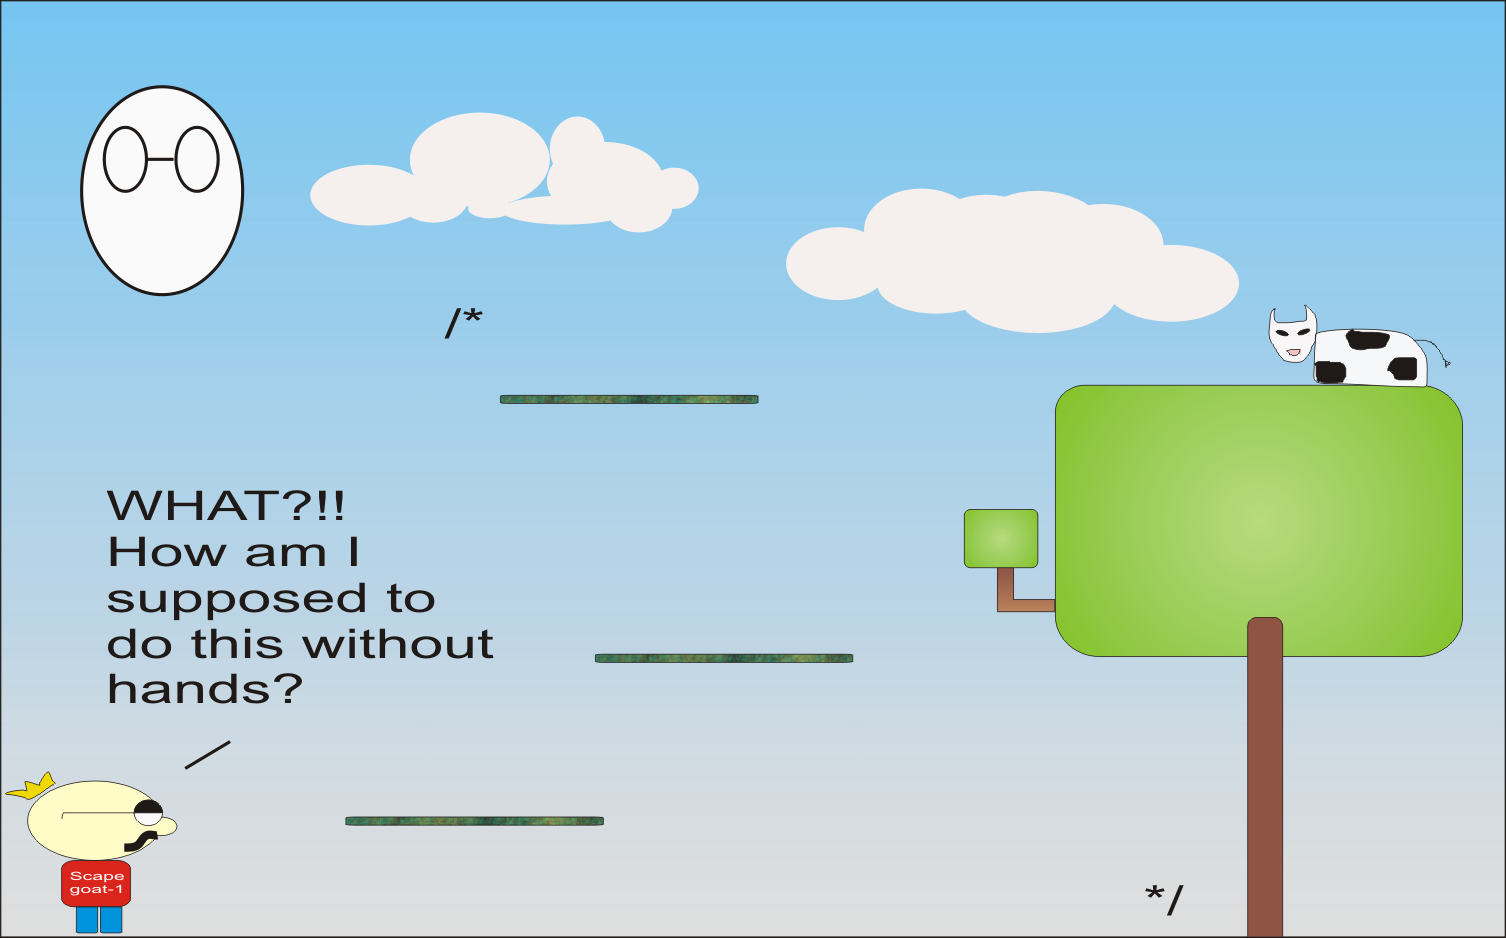 /*
WHAT?!!
How am I
supposed to
do this without
hands?
Scape
goat-1
*/